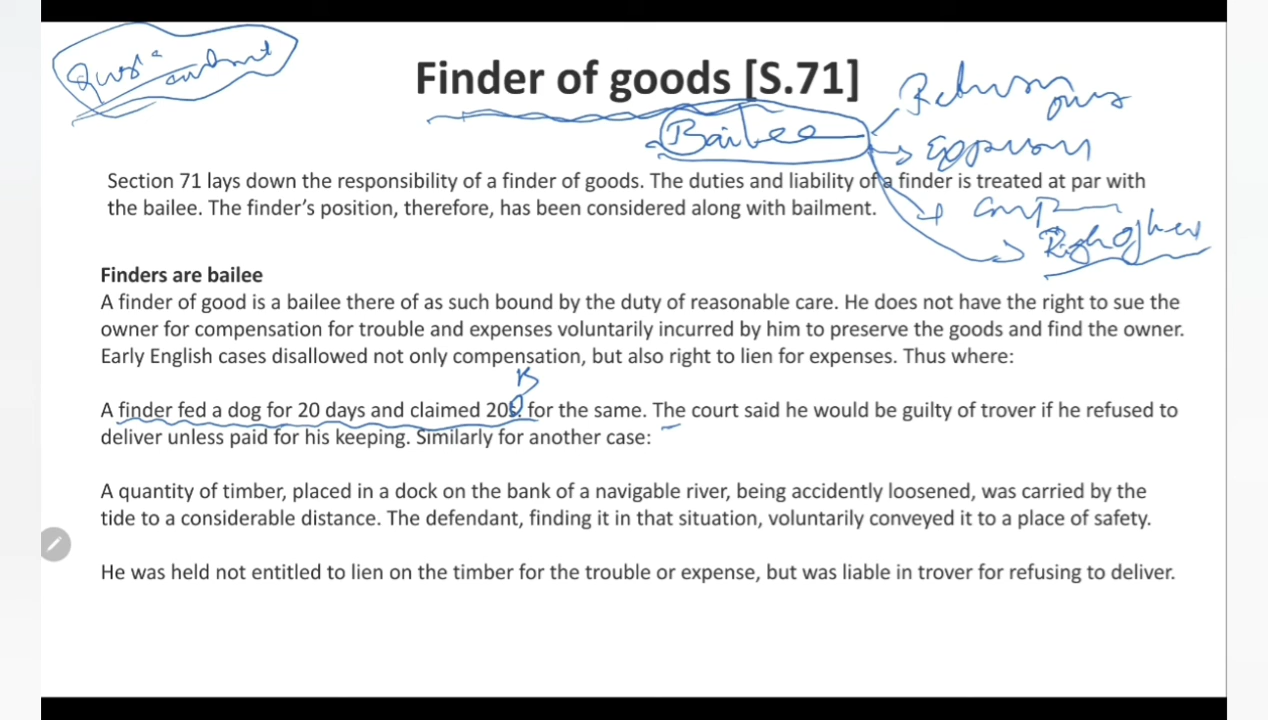 Finder of goods [S.71]
Bailee
Section 71 lays down the responsibility of a finder of goods. The duties and liability of a finder is treated at par with
the bailee. The finder's position, therefore, has been considered along with bailment.
Finders are bailee
A finder of good is a bailee there of as such bound by the duty of reasonable care. He does not have the right to sue the
owner for compensation for trouble and expenses voluntarily incurred by him to preserve the goods and find the owner.
Early English cases disallowed not only compensation, but also right to lien for expenses. Thus where:
A finder fed a dog for 20 days and claimed for the same. The court said he would be guilty of trover if he refused to
deliver unless paid for his keeping. Similarly for another case:
A quantity of timber, placed in a dock on the bank of a navigable river, being accidently loosened, was carried by the
tide to a considerable distance. The defendant, finding it in that situation, voluntarily conveyed it to a place of safety.
He was held not entitled to lien on the timber for the trouble or expense, but was liable in trover for refusing to deliver.